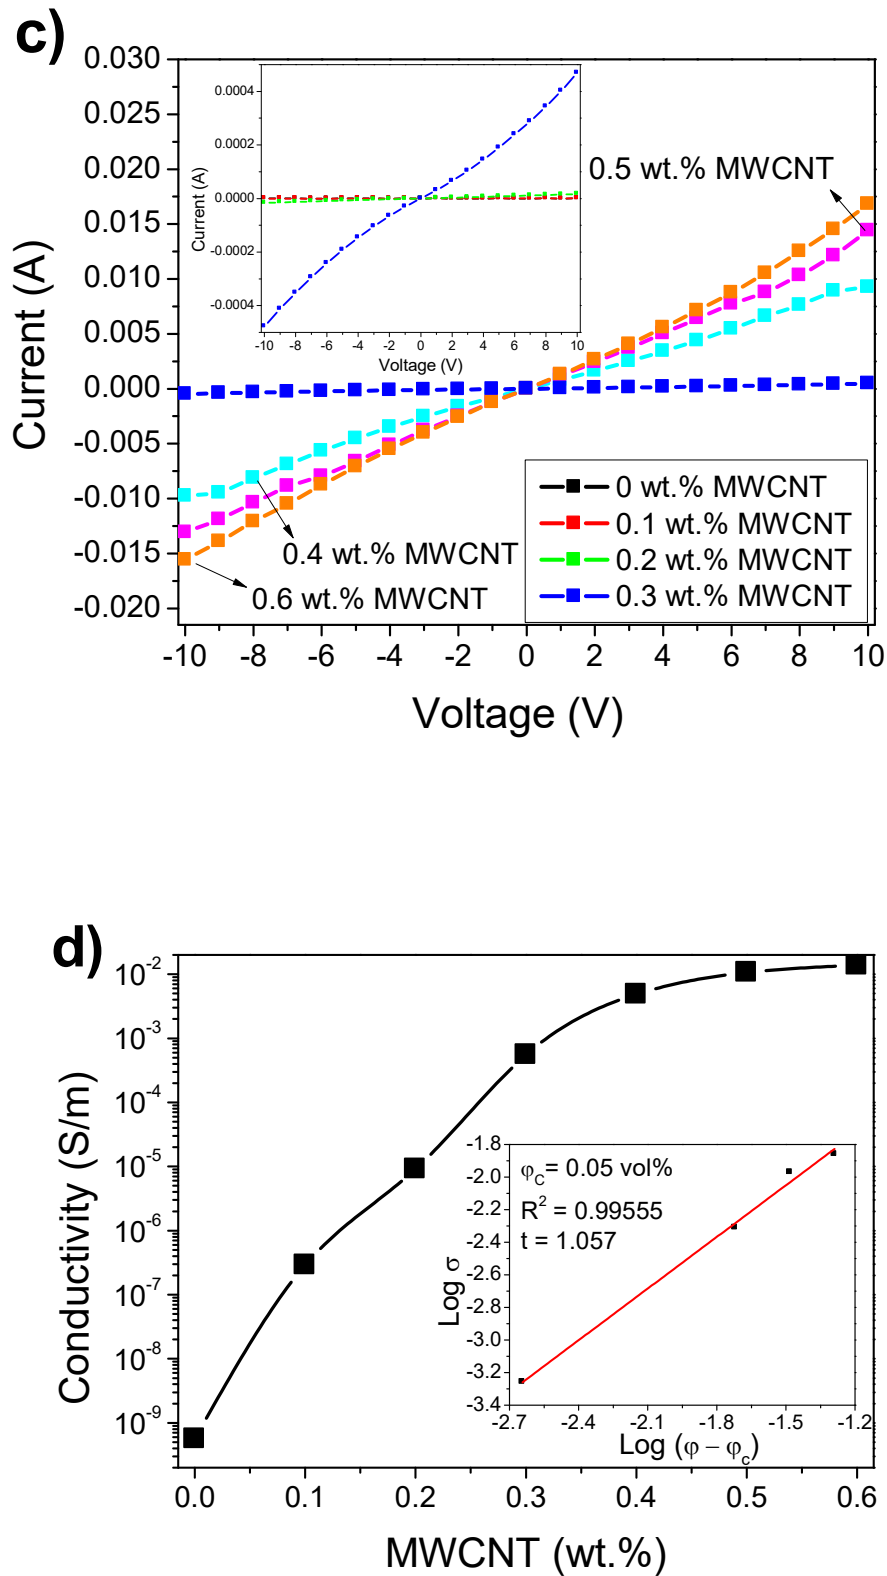 c)
0.030
0.025
0.020
0.015
0.010
0.005
0.000
-0.005
-0.010
-0.015
-0.020
Current (A)
-10 -8 -6 -4 -2 0 2 4 6 8 10
Voltage (V)
0.0004
0.0002
0.0000
-0.0002
-0.0004
Current (A)
-10 -8 -6 -4 -2 0 2 4 6 8 10
Voltage (V)
0.5 wt.% MWCNT
0.4 wt.% MWCNT
0.6 wt.% MWCNT
0 wt.% MWCNT
0.1 wt.% MWCNT
0.2 wt.% MWCNT
0.3 wt.% MWCNT
d)
10⁻²
10⁻³
10⁻⁴
10⁻⁵
10⁻⁶
10⁻⁷
10⁻⁸
10⁻⁹
Conductivity (S/m)
0.0 0.1 0.2 0.3 0.4 0.5 0.6
MWCNT (wt.%)
-1.8
-2.0
-2.2
-2.4
-2.6
-2.8
-3.0
-3.2
-3.4
Log σ
φ_C= 0.05 vol%
R² = 0.99555
t = 1.057
-2.7 -2.4 -2.1 -1.8 -1.5 -1.2
Log (φ – φ_c)